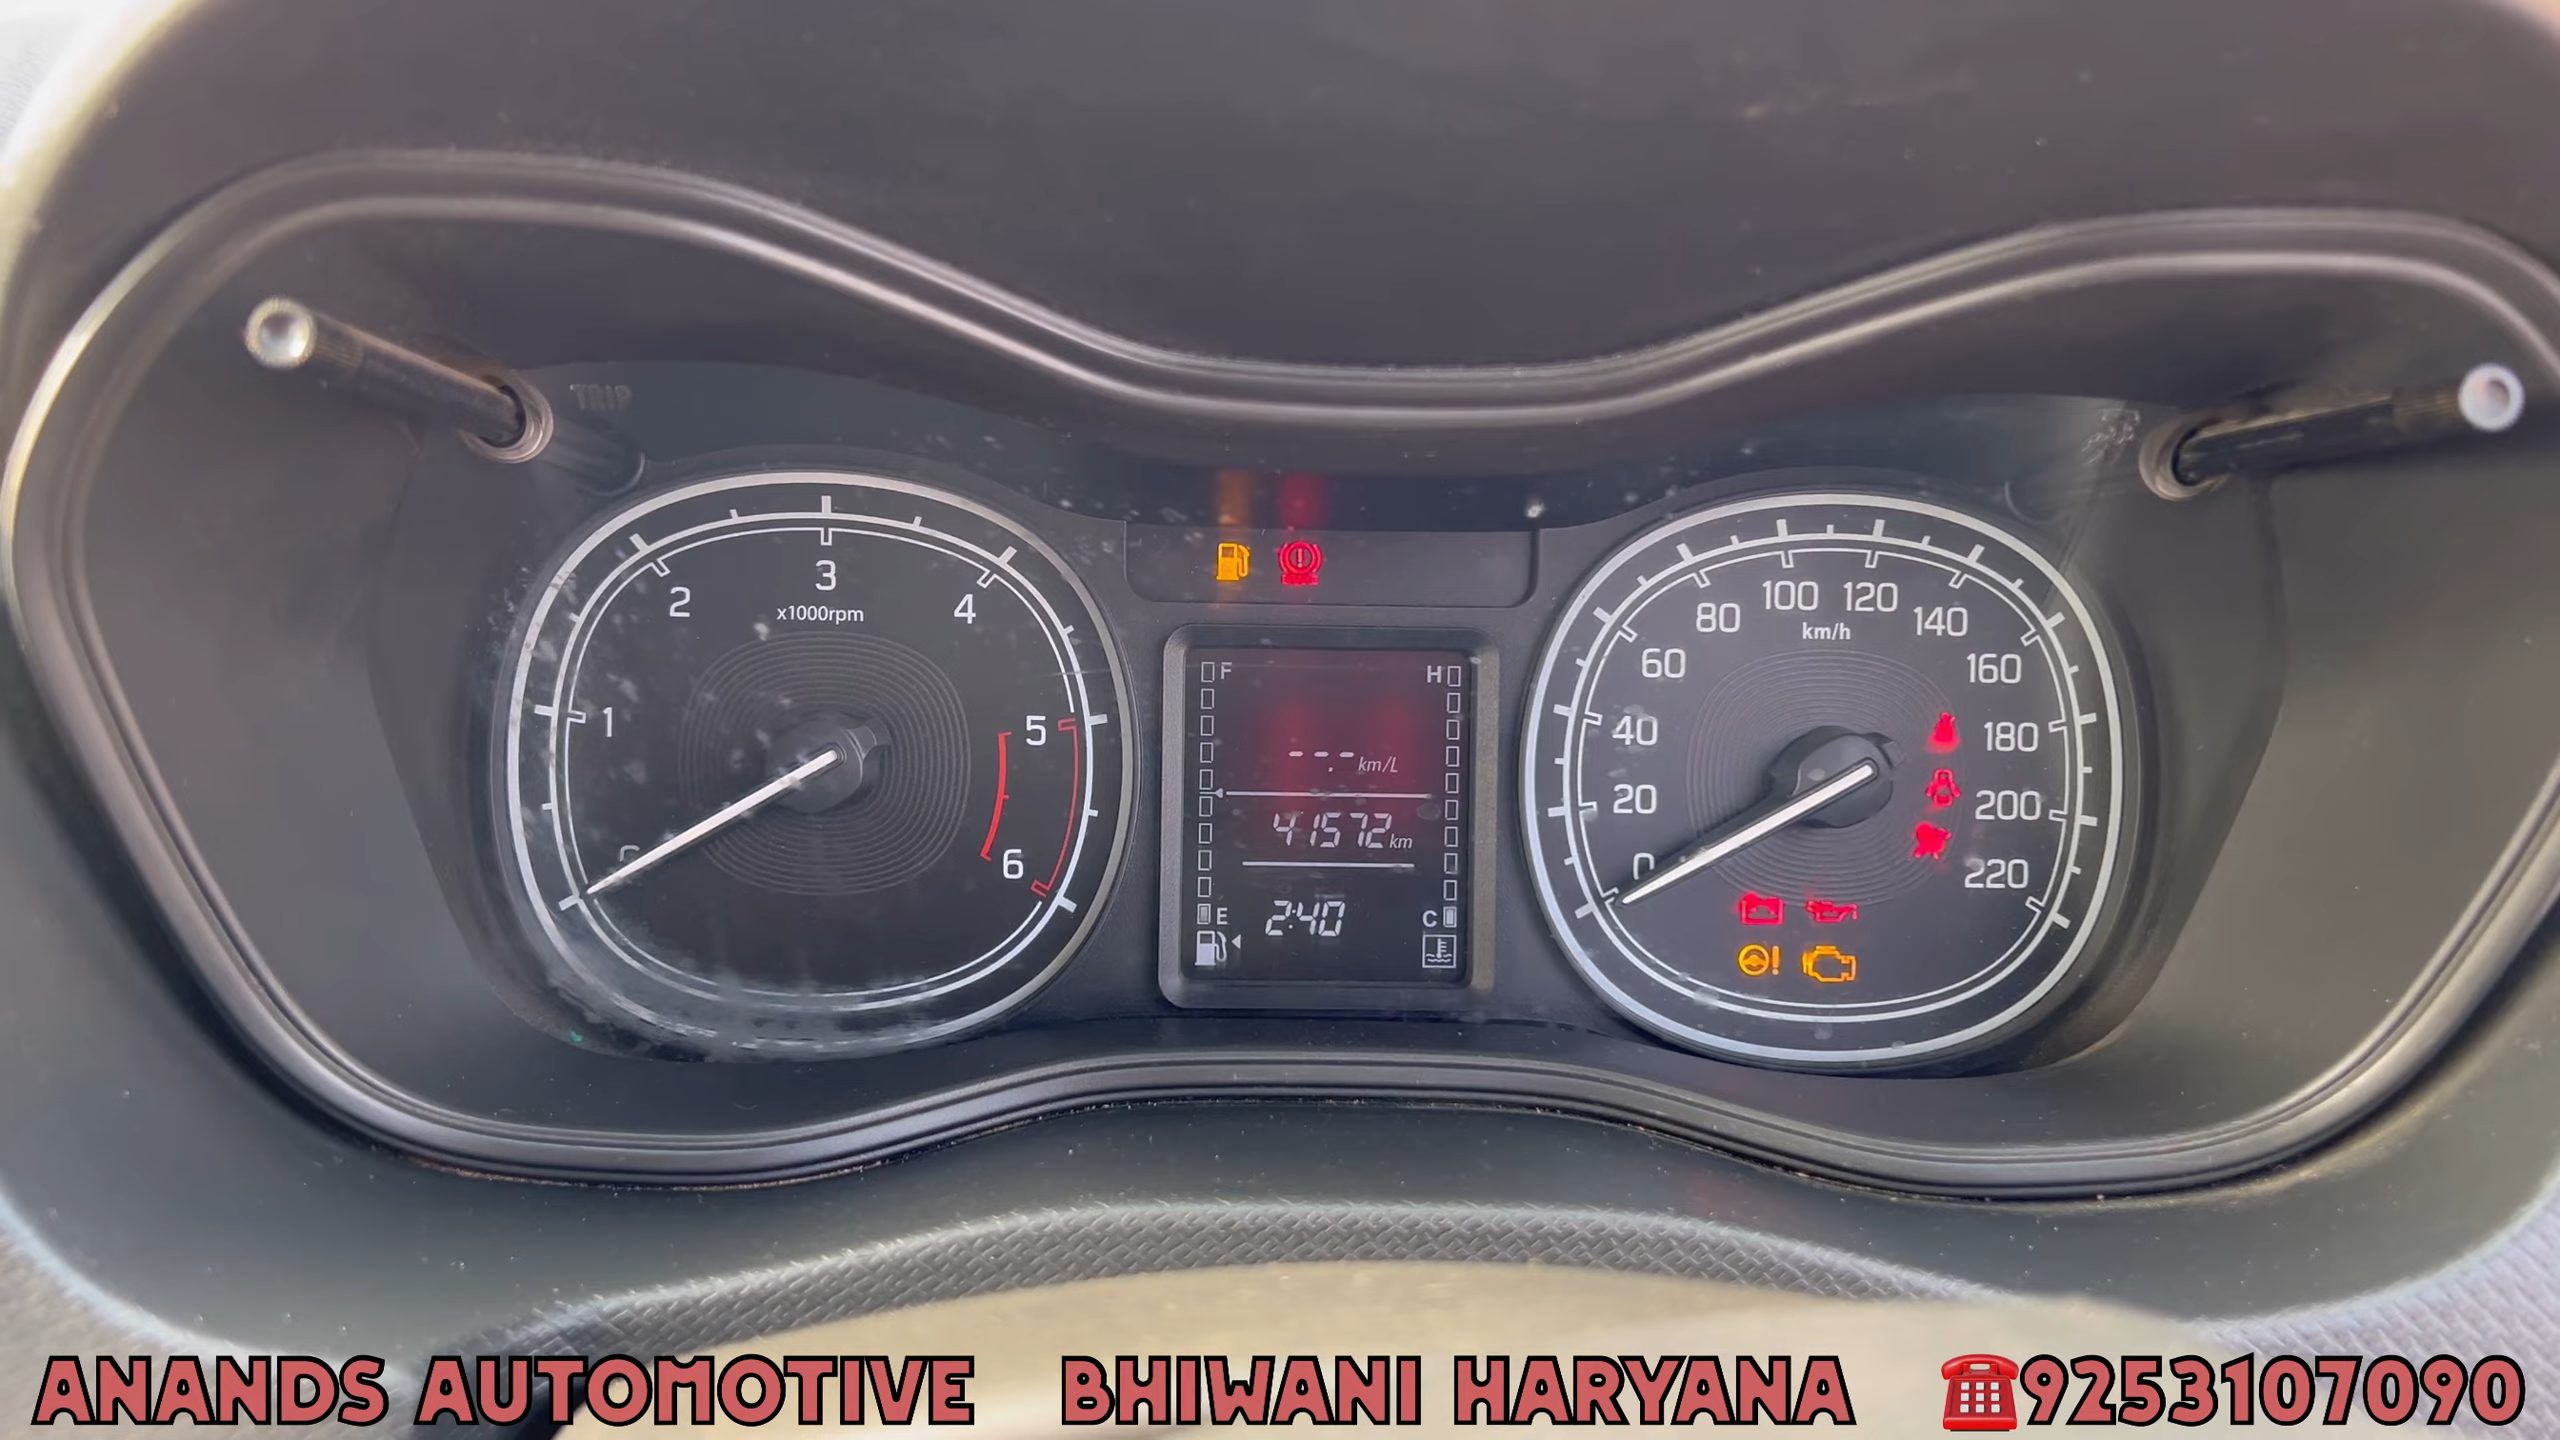 TRIP
1
2
3
4
5
6
x1000rpm
F
H
--.- km/L
41572 km
E
2:40
C
0
20
40
60
80
100
120
140
160
180
200
220
km/h
ANANDS AUTOMOTIVE BHIWANI HARYANA ☎9253107090